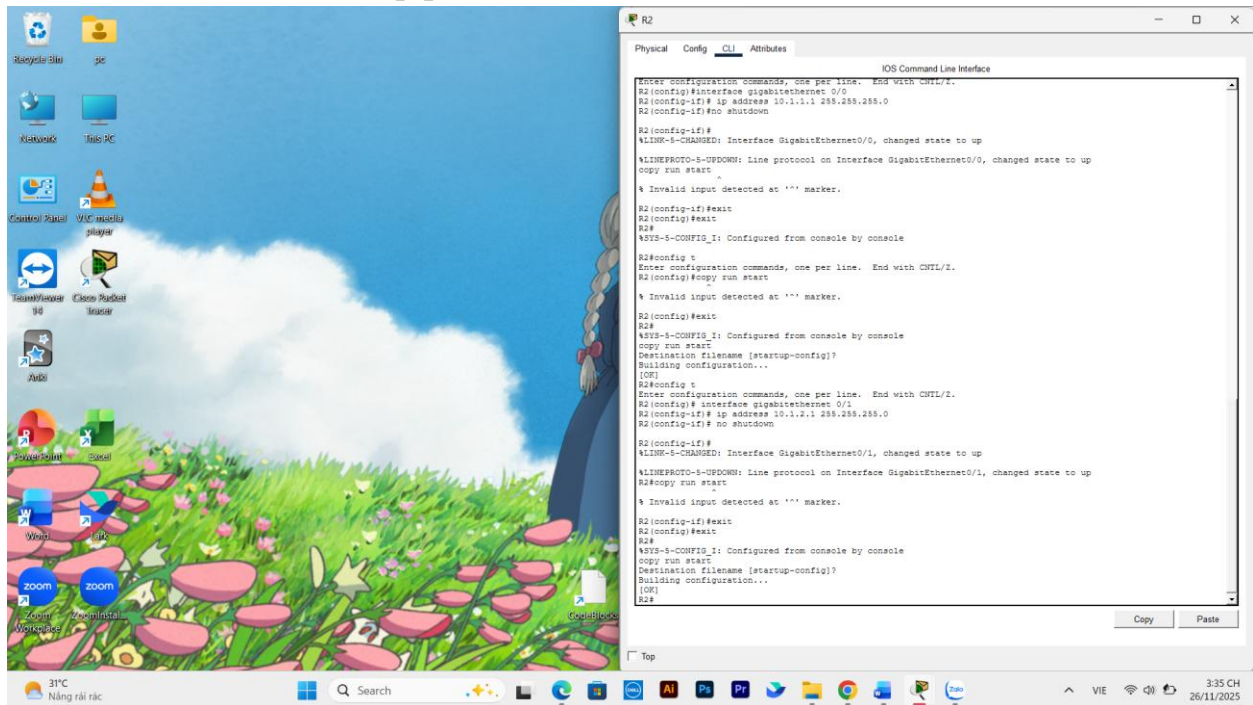 Recycle Bin
pc
Network
This PC
Control Panel
VLC media
player
TeamViewer
14
Cisco Packet
Tracer
Anki
PowerPoint
Excel
Word
Lark
zoom
zoom
Zoom
Workplace
ZoomInstal...
CodeBlocks
R2
Physical Config CLI Attributes
IOS Command Line Interface
Enter configuration commands, one per line. End with CNTL/Z.
R2(config)#interface gigabitethernet 0/0
R2(config-if)# ip address 10.1.1.1 255.255.255.0
R2(config-if)#no shutdown
R2(config-if)#
%LINK-5-CHANGED: Interface GigabitEthernet0/0, changed state to up
%LINEPROTO-5-UPDOWN: Line protocol on Interface GigabitEthernet0/0, changed state to up
copy run start
^
% Invalid input detected at '^' marker.
R2(config-if)#exit
R2(config)#exit
R2#
%SYS-5-CONFIG_I: Configured from console by console
R2#config t
Enter configuration commands, one per line. End with CNTL/Z.
R2(config)#copy run start
^
% Invalid input detected at '^' marker.
R2(config)#exit
R2#
%SYS-5-CONFIG_I: Configured from console by console
copy run start
Destination filename [startup-config]?
Building configuration...
[OK]
R2#config t
Enter configuration commands, one per line. End with CNTL/Z.
R2(config)# interface gigabitethernet 0/1
R2(config-if)# ip address 10.1.2.1 255.255.255.0
R2(config-if)# no shutdown
R2(config-if)#
%LINK-5-CHANGED: Interface GigabitEthernet0/1, changed state to up
%LINEPROTO-5-UPDOWN: Line protocol on Interface GigabitEthernet0/1, changed state to up
R2#copy run start
^
% Invalid input detected at '^' marker.
R2(config-if)#exit
R2(config)#exit
R2#
%SYS-5-CONFIG_I: Configured from console by console
copy run start
Destination filename [startup-config]?
Building configuration...
[OK]
R2#
Copy Paste
Top
31°C
Nắng rải rác
Search
DELL
Ai
Ps
Pr
Zalo
VIE
3:35 CH
26/11/2025